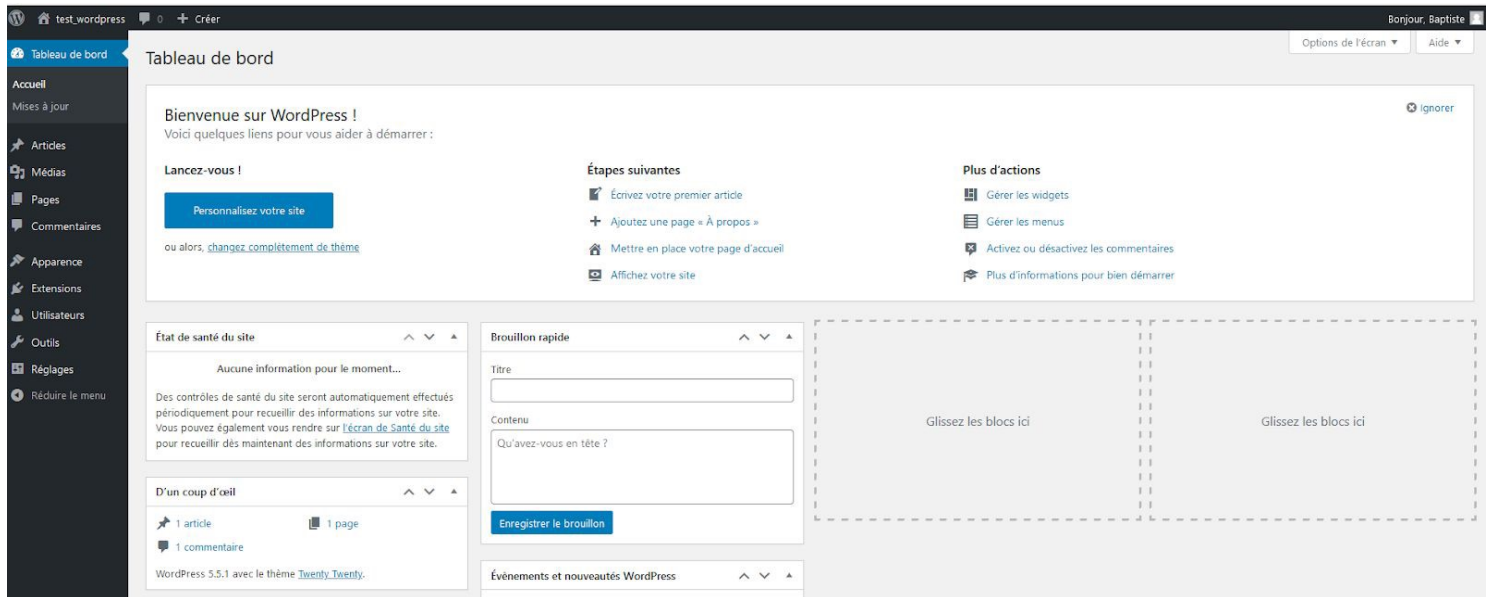 test_wordpress 0 + Créer
Bonjour, Baptiste
Options de l'écran ▼
Aide ▼
Tableau de bord
Accueil
Mises à jour
Articles
Médias
Pages
Commentaires
Apparence
Extensions
Utilisateurs
Outils
Réglages
Réduire le menu
Tableau de bord
Bienvenue sur WordPress !
Voici quelques liens pour vous aider à démarrer :
Ignorer
Lancez-vous !
Personnalisez votre site
ou alors, changez complètement de thème
Étapes suivantes
Écrivez votre premier article
Ajoutez une page « À propos »
Mettre en place votre page d'accueil
Affichez votre site
Plus d'actions
Gérer les widgets
Gérer les menus
Activez ou désactivez les commentaires
Plus d'informations pour bien démarrer
État de santé du site
Aucune information pour le moment…
Des contrôles de santé du site seront automatiquement effectués
périodiquement pour recueillir des informations sur votre site.
Vous pouvez également vous rendre sur l'écran de Santé du site
pour recueillir dès maintenant des informations sur votre site.
D'un coup d'œil
1 article
1 page
1 commentaire
WordPress 5.5.1 avec le thème Twenty Twenty.
Brouillon rapide
Titre
Contenu
Qu'avez-vous en tête ?
Enregistrer le brouillon
Évènements et nouveautés WordPress
Glissez les blocs ici
Glissez les blocs ici